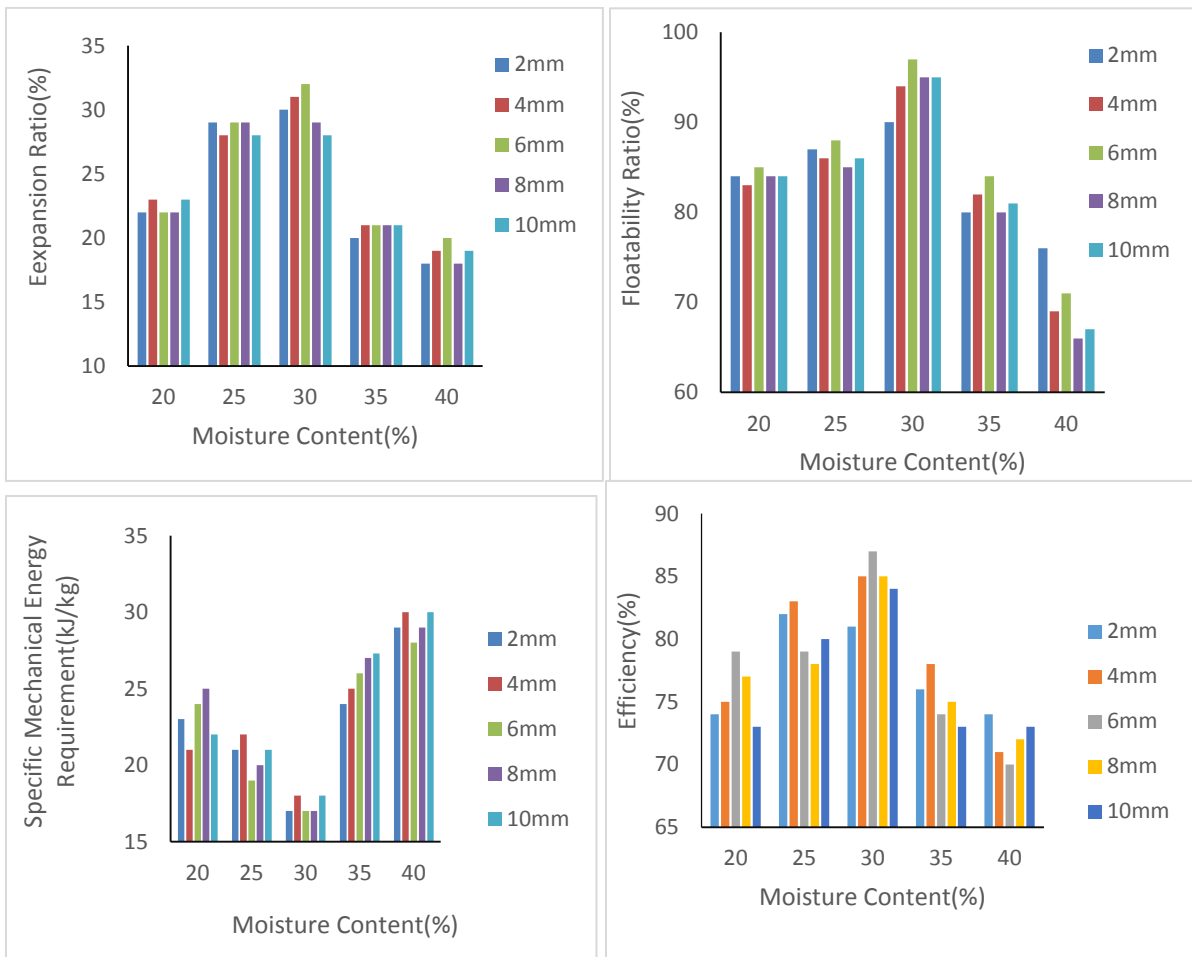 35
30
25
20
15
10
Eexpansion Ratio(%)
20 25 30 35 40
Moisture Content(%)
2mm
4mm
6mm
8mm
10mm
100
90
80
70
60
Floatability Ratio(%)
20 25 30 35 40
Moisture Content(%)
2mm
4mm
6mm
8mm
10mm
35
30
25
20
15
Specific Mechanical Energy
Requirement(kJ/kg)
20 25 30 35 40
Moisture Content(%)
2mm
4mm
6mm
8mm
10mm
90
85
80
75
70
65
Efficiency(%)
20 25 30 35 40
Moisture Content(%)
2mm
4mm
6mm
8mm
10mm